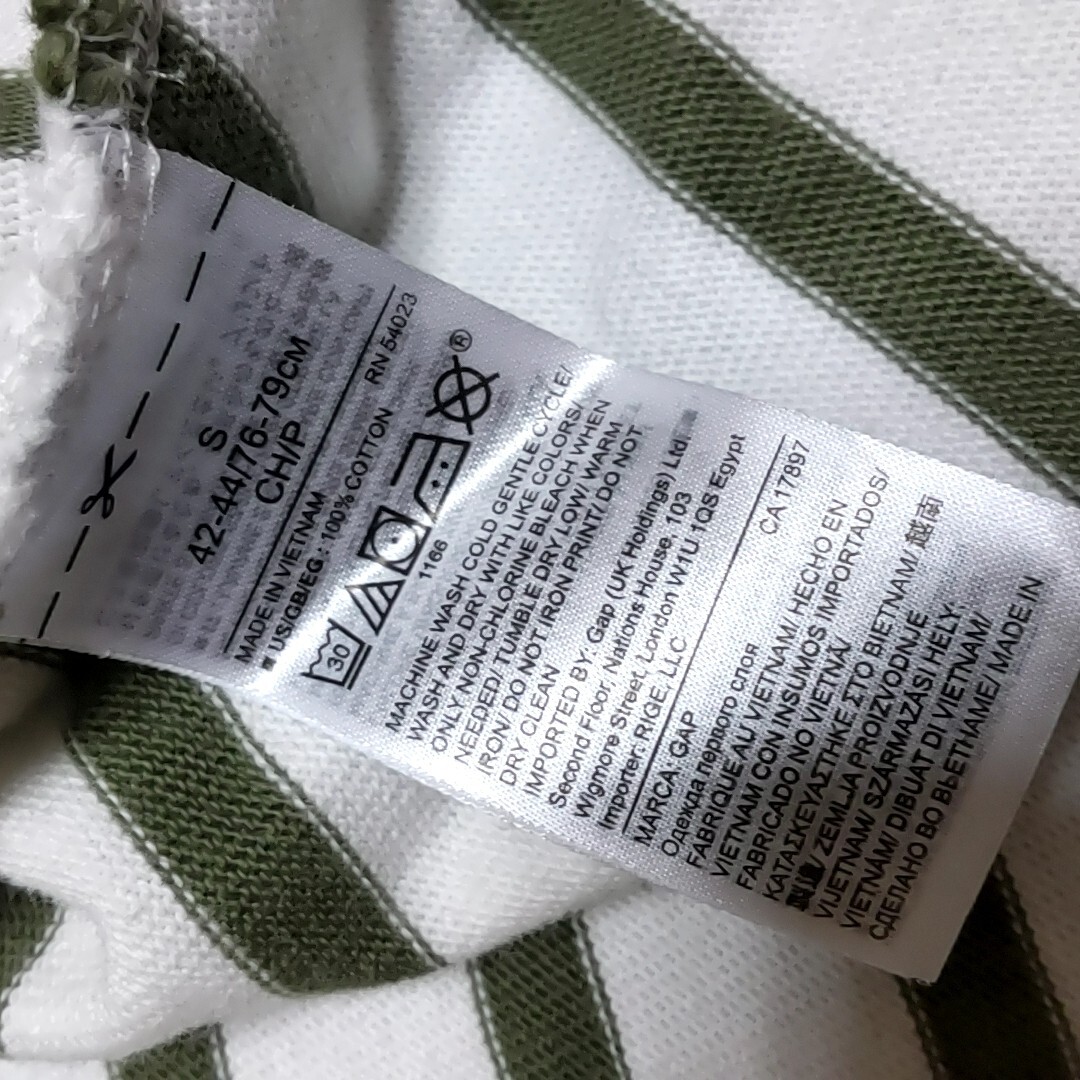 S
42-44/76-79CM
CH/P
MADE IN VIETNAM RN 54023
US/GB/EG: 100% COTTON
30
®
1166
MACHINE WASH COLD GENTLE CYCLE/
WASH AND DRY WITH LIKE COLORS/
ONLY NON-CHLORINE BLEACH WHEN
NEEDED/ TUMBLE DRY LOW/ WARM
IRON/ DO NOT IRON PRINT/ DO NOT
DRY CLEAN
IMPORTED BY: Gap (UK Holdings) Ltd.
Second Floor, Nations House, 103
Wigmore Street, London W1U 1QS Egypt
Importer: RIGE, LLC
MARCA: GAP CA 17897
Одежда первого слоя
FABRIQUÉ AU VIETNAM/ HECHO EN
VIETNAM CON INSUMOS IMPORTADOS/
FABRICADO NO VIETNÃ/
ΚΑΤΑΣΚΕΥΑΣΤΗΚΕ ΣΤΟ ΒΙΕΤΝΑΜ/ 越南
製造/ ZEMLJA PROIZVODNJE
VIJETNAM/ SZÁRMAZÁSI HELY:
VIETNÁM/ DIBUAT DI VIETNAM/
СДЕЛАНО ВО ВЬЕТНАМЕ/ MADE IN